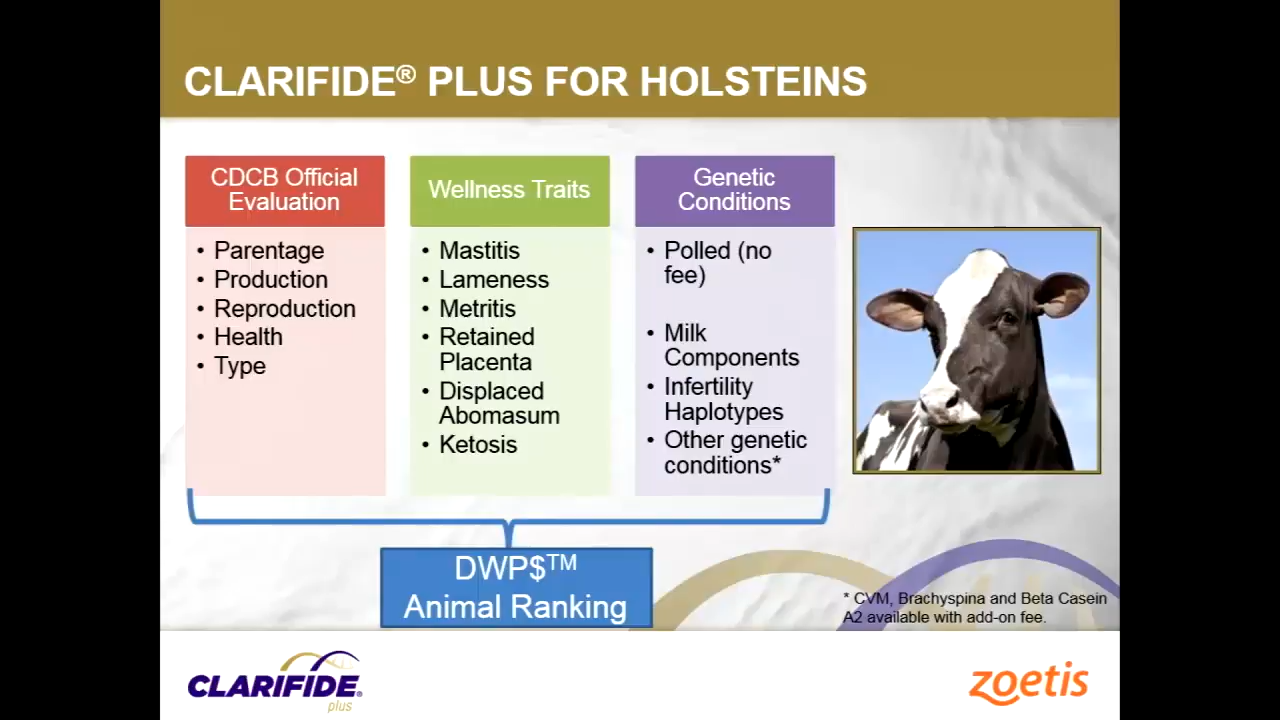 CLARIFIDE® PLUS FOR HOLSTEINS
CDCB Official
Evaluation
• Parentage
• Production
• Reproduction
• Health
• Type
Wellness Traits
• Mastitis
• Lameness
• Metritis
• Retained
Placenta
• Displaced
Abomasum
• Ketosis
Genetic
Conditions
• Polled (no
fee)
• Milk
Components
• Infertility
Haplotypes
• Other genetic
conditions*
DWP$™
Animal Ranking
* CVM, Brachyspina and Beta Casein
A2 available with add-on fee.
CLARIFIDE®
plus
zoetis